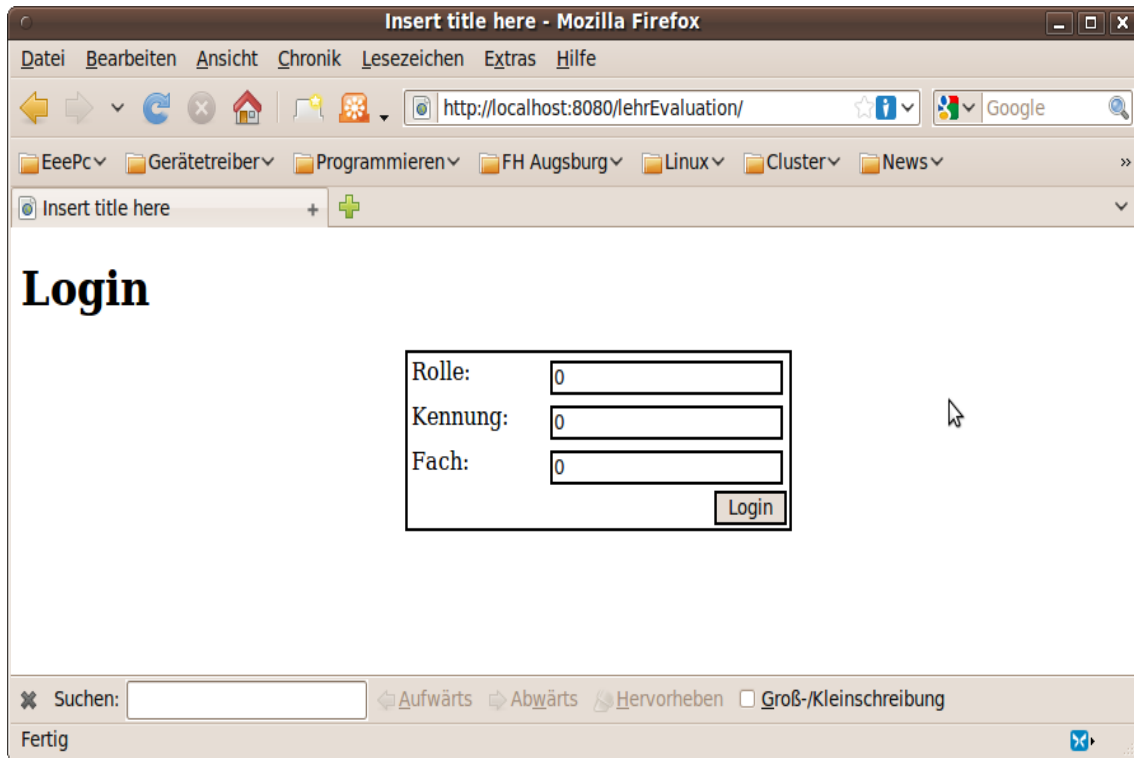 Insert title here - Mozilla Firefox
Datei Bearbeiten Ansicht Chronik Lesezeichen Extras Hilfe
http://localhost:8080/lehrEvaluation/ Google
EeePc Gerätetreiber Programmieren FH Augsburg Linux Cluster News »
Insert title here
Login
Rolle: 0
Kennung: 0
Fach: 0
Login
Suchen: Aufwärts Abwärts Hervorheben Groß-/Kleinschreibung
Fertig